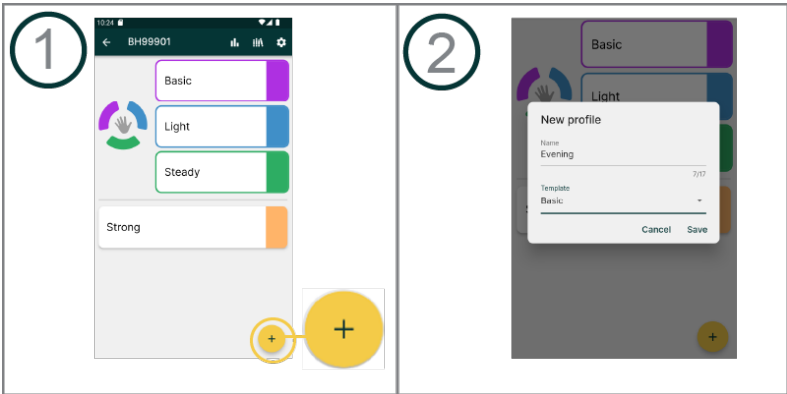 1
10:24
BH99901
Basic
Light
Steady
Strong
+
+
2
Basic
Light
New profile
Name
Evening
7/17
Template
Basic
Cancel Save
S
+